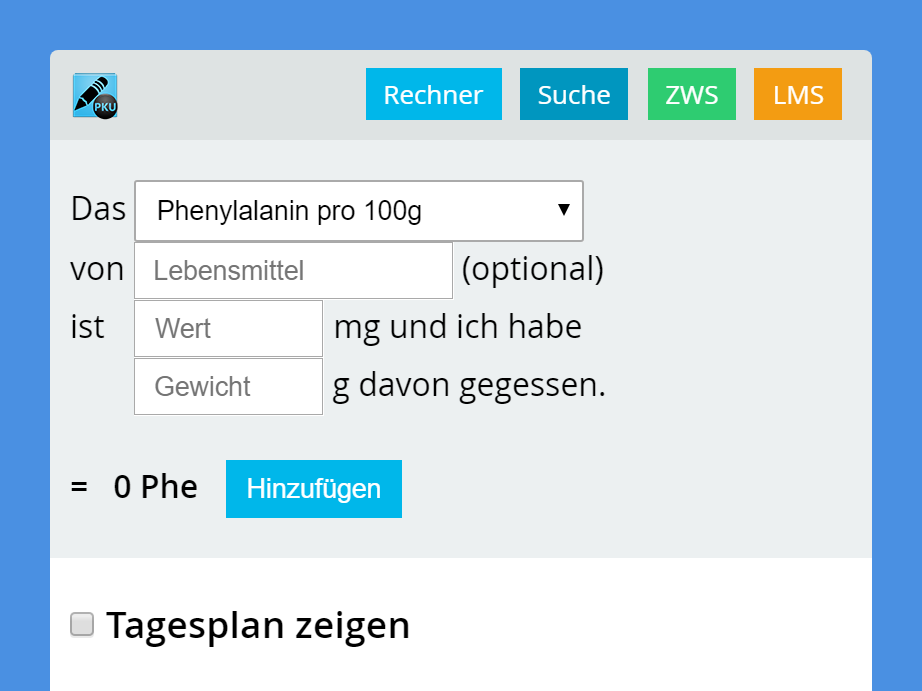 PKU
Rechner Suche ZWS LMS
Das Phenylalanin pro 100g
von Lebensmittel (optional)
ist Wert mg und ich habe
Gewicht g davon gegessen.
= 0 Phe Hinzufügen
Tagesplan zeigen